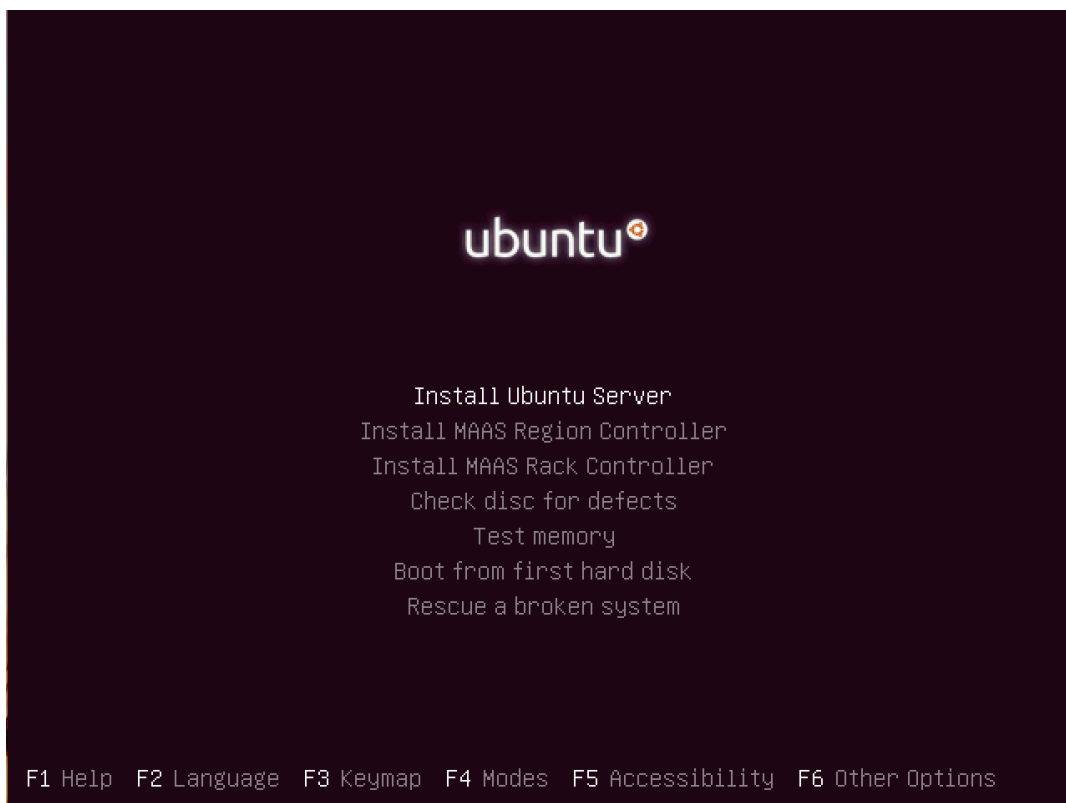 ubuntu
Install Ubuntu Server
Install MAAS Region Controller
Install MAAS Rack Controller
Check disc for defects
Test memory
Boot from first hard disk
Rescue a broken system
F1 Help F2 Language F3 Keymap F4 Modes F5 Accessibility F6 Other Options